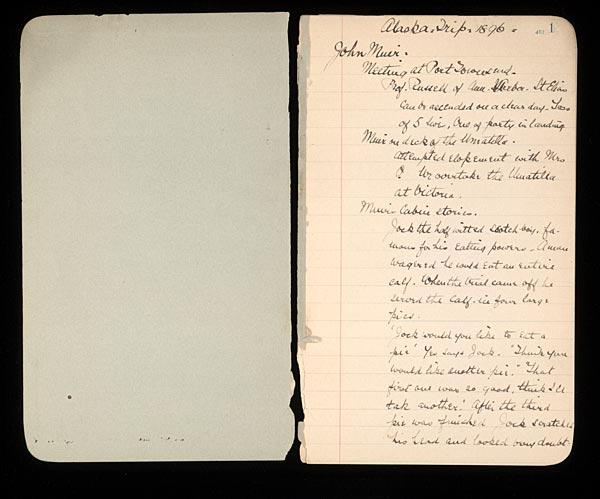 Alaska Trip. 1896.
1
John Muir.
Meeting at Port Townsend.
Prof. Russell of Ann Arbor. St Elias
can be ascended on a clear day. Loss
of 5 lives, One of party in landing
Muir on deck of the Umatilla.
Attempted elopement with Mrs
We overtake the Umatilla
at Victoria.
Muir's Cabin stories.
Jock the half witted scotch boy. fa-
mous for his eating powers. A man
wagered he would eat an entire
calf. When the trial came off he
served the calf in four large
pies.
'Jock would you like to eat a
pie' Yes says Jock. "Think you
would like another pie." "That
first one was so good, think I'll
tak another.' After the third
pie was finished Jock scratched
his head and looked very doubt-